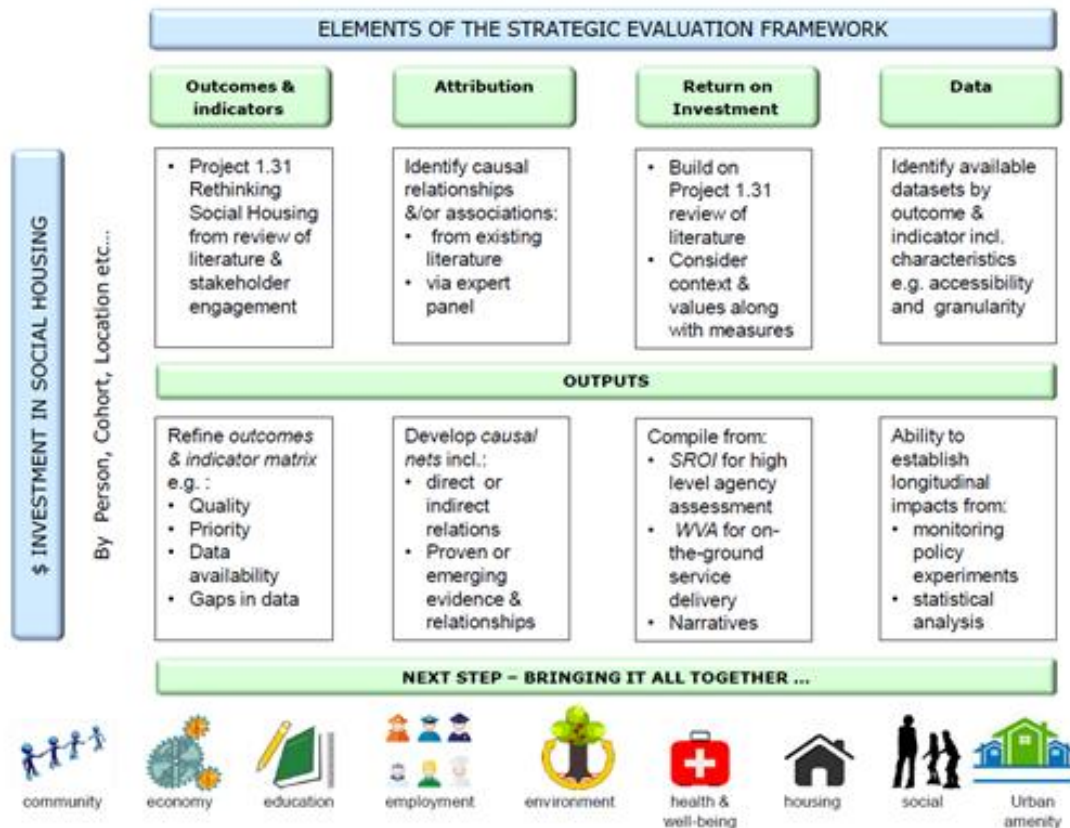 ELEMENTS OF THE STRATEGIC EVALUATION FRAMEWORK
Outcomes &
indicators
Attribution
Return on
Investment
Data
$ INVESTMENT IN SOCIAL HOUSING
By Person, Cohort, Location etc...
• Project 1.31
Rethinking
Social Housing
from review of
literature &
stakeholder
engagement
Identify causal
relationships
&/or associations:
• from existing
literature
• via expert
panel
• Build on
Project 1.31
review of
literature
• Consider
context &
values along
with measures
Identify available
datasets by
outcome &
indicator incl.
characteristics
e.g. accessibility
and granularity
OUTPUTS
Refine outcomes
& indicator matrix
e.g. :
• Quality
• Priority
• Data
availability
• Gaps in data
Develop causal
nets incl.:
• direct or
indirect
relations
• Proven or
emerging
evidence &
relationships
Compile from:
• SROI for high
level agency
assessment
• WVA for on-
the-ground
service
delivery
• Narratives
Ability to
establish
longitudinal
impacts from:
• monitoring
policy
experiments
• statistical
analysis
NEXT STEP – BRINGING IT ALL TOGETHER ...
community
economy
education
employment
environment
health &
well-being
housing
social
Urban
amenity